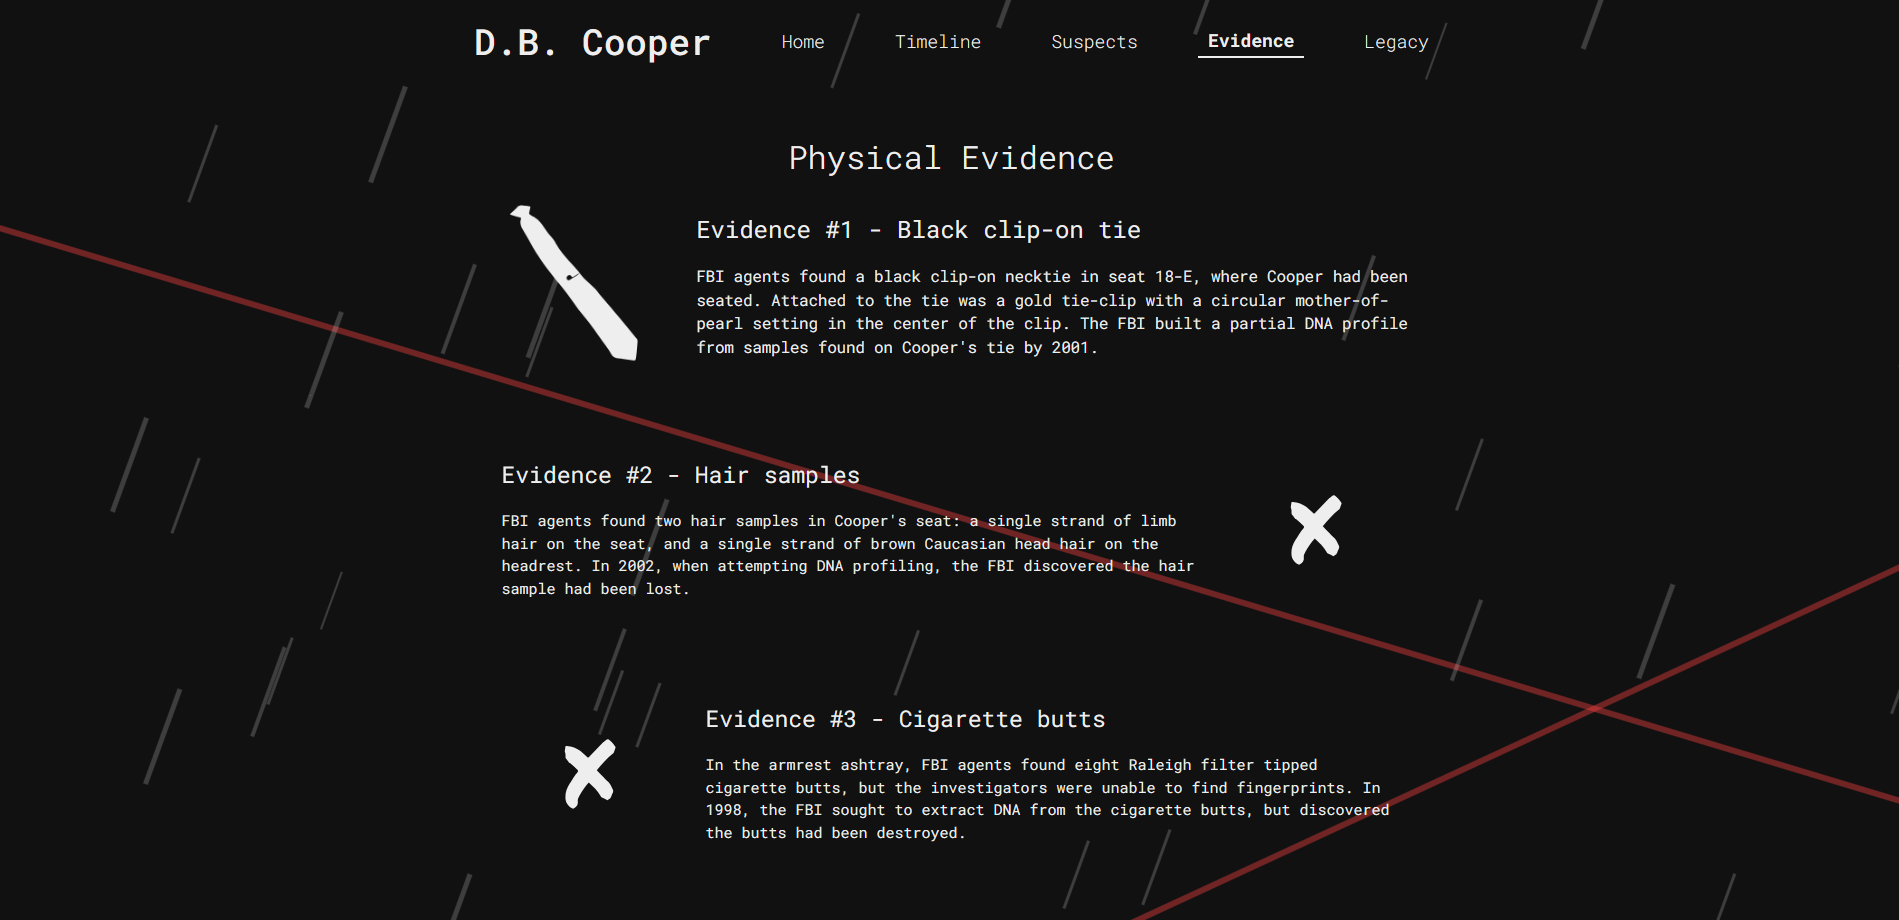 D.B. Cooper
Home
Timeline
Suspects
Evidence
Legacy
Physical Evidence
Evidence #1 - Black clip-on tie
FBI agents found a black clip-on necktie in seat 18-E, where Cooper had been
seated. Attached to the tie was a gold tie-clip with a circular mother-of-
pearl setting in the center of the clip. The FBI built a partial DNA profile
from samples found on Cooper's tie by 2001.
Evidence #2 - Hair samples
FBI agents found two hair samples in Cooper's seat: a single strand of limb
hair on the seat, and a single strand of brown Caucasian head hair on the
headrest. In 2002, when attempting DNA profiling, the FBI discovered the hair
sample had been lost.
Evidence #3 - Cigarette butts
In the armrest ashtray, FBI agents found eight Raleigh filter tipped
cigarette butts, but the investigators were unable to find fingerprints. In
1998, the FBI sought to extract DNA from the cigarette butts, but discovered
the butts had been destroyed.